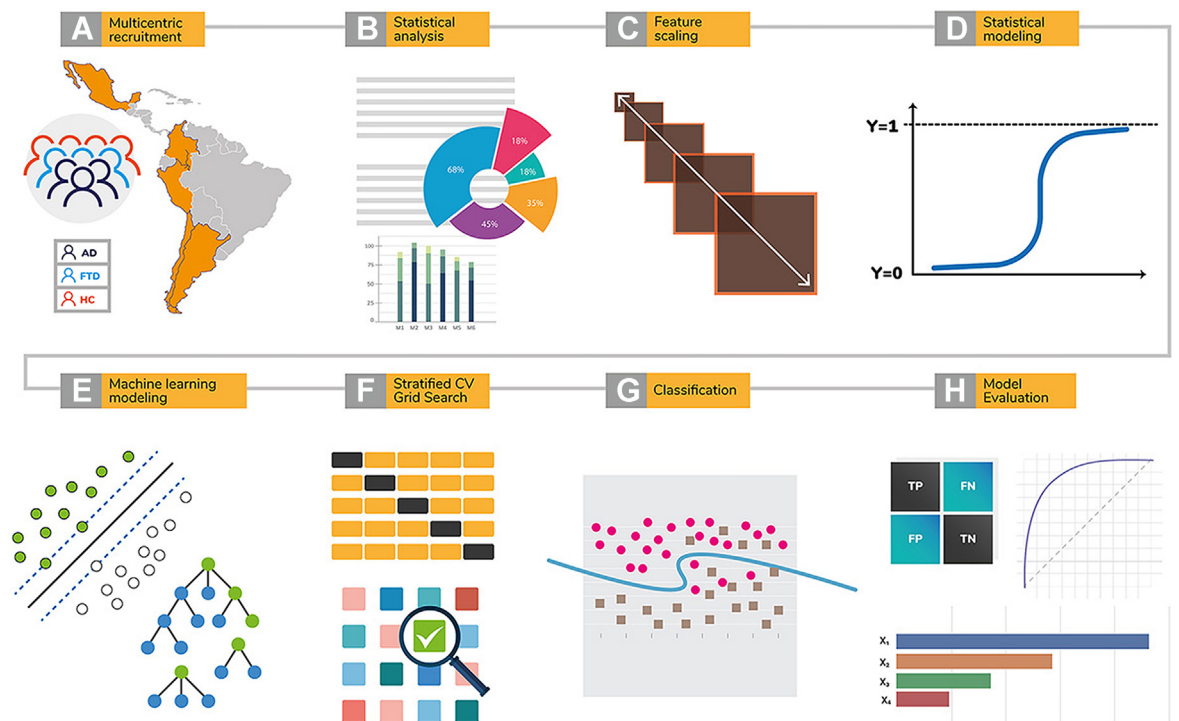 A Multicentric recruitment
B Statistical analysis
C Feature scaling
D Statistical modeling
AD
FTD
HC
68%
18%
18%
35%
45%
100
75
50
25
0
M1 M2 M3 M4 M5 M6
Y=1
Y=0
E Machine learning modeling
F Stratified CV Grid Search
G Classification
H Model Evaluation
TP FN
FP TN
X₁
X₂
X₃
X₄